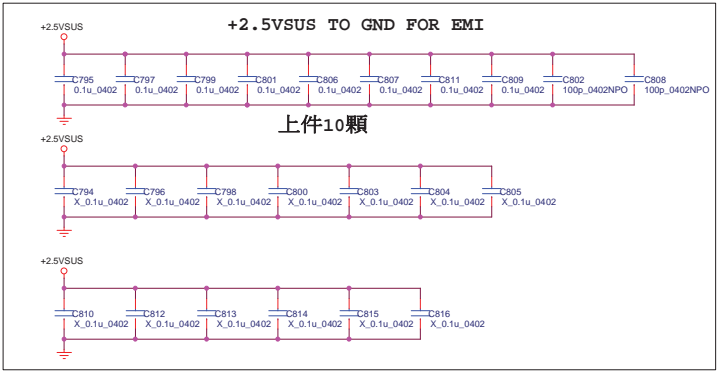 +2.5VSUS TO GND FOR EMI
+2.5VSUS
C795 C797 C799 C801 C806 C807 C811 C809 C802 C808
0.1u_0402 0.1u_0402 0.1u_0402 0.1u_0402 0.1u_0402 0.1u_0402 0.1u_0402 0.1u_0402 100p_0402NPO 100p_0402NPO
上件10顆
+2.5VSUS
C794 C796 C798 C800 C803 C804 C805
X_0.1u_0402 X_0.1u_0402 X_0.1u_0402 X_0.1u_0402 X_0.1u_0402 X_0.1u_0402 X_0.1u_0402
+2.5VSUS
C810 C812 C813 C814 C815 C816
X_0.1u_0402 X_0.1u_0402 X_0.1u_0402 X_0.1u_0402 X_0.1u_0402 X_0.1u_0402